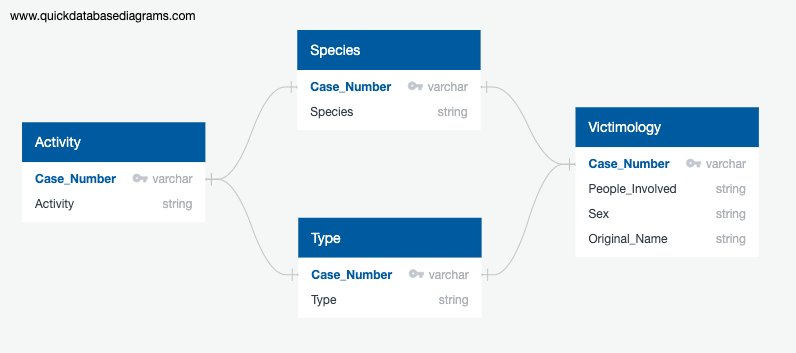 www.quickdatabasediagrams.com
Species
Case_Number varchar
Species string
Activity
Case_Number varchar
Activity string
Victimology
Case_Number varchar
People_Involved string
Sex string
Original_Name string
Type
Case_Number varchar
Type string